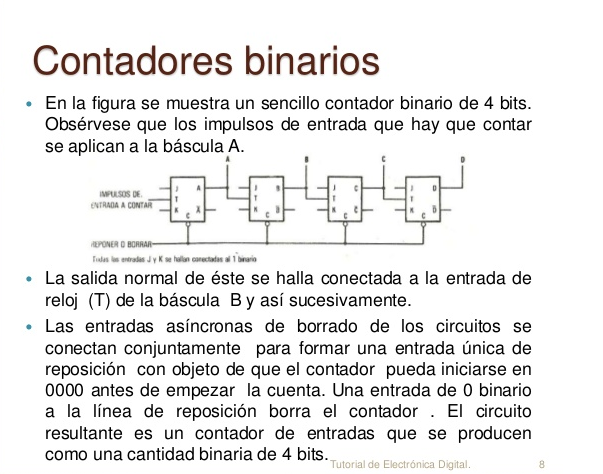 Contadores binarios
En la figura se muestra un sencillo contador binario de 4 bits.
Obsérvese que los impulsos de entrada que hay que contar
se aplican a la báscula A.
A B C D
J A J B J C J D
IMPULSOS DE
ENTRADA A CONTAR
T T T T
K A K B K C K D
C C C C
REPONER O BORRAR
Todas las entradas J y K se hallan conectadas al 1 binario
La salida normal de éste se halla conectada a la entrada de
reloj (T) de la báscula B y así sucesivamente.
Las entradas asíncronas de borrado de los circuitos se
conectan conjuntamente para formar una entrada única de
reposición con objeto de que el contador pueda iniciarse en
0000 antes de empezar la cuenta. Una entrada de 0 binario
a la línea de reposición borra el contador . El circuito
resultante es un contador de entradas que se producen
como una cantidad binaria de 4 bits.
Tutorial de Electrónica Digital.
8